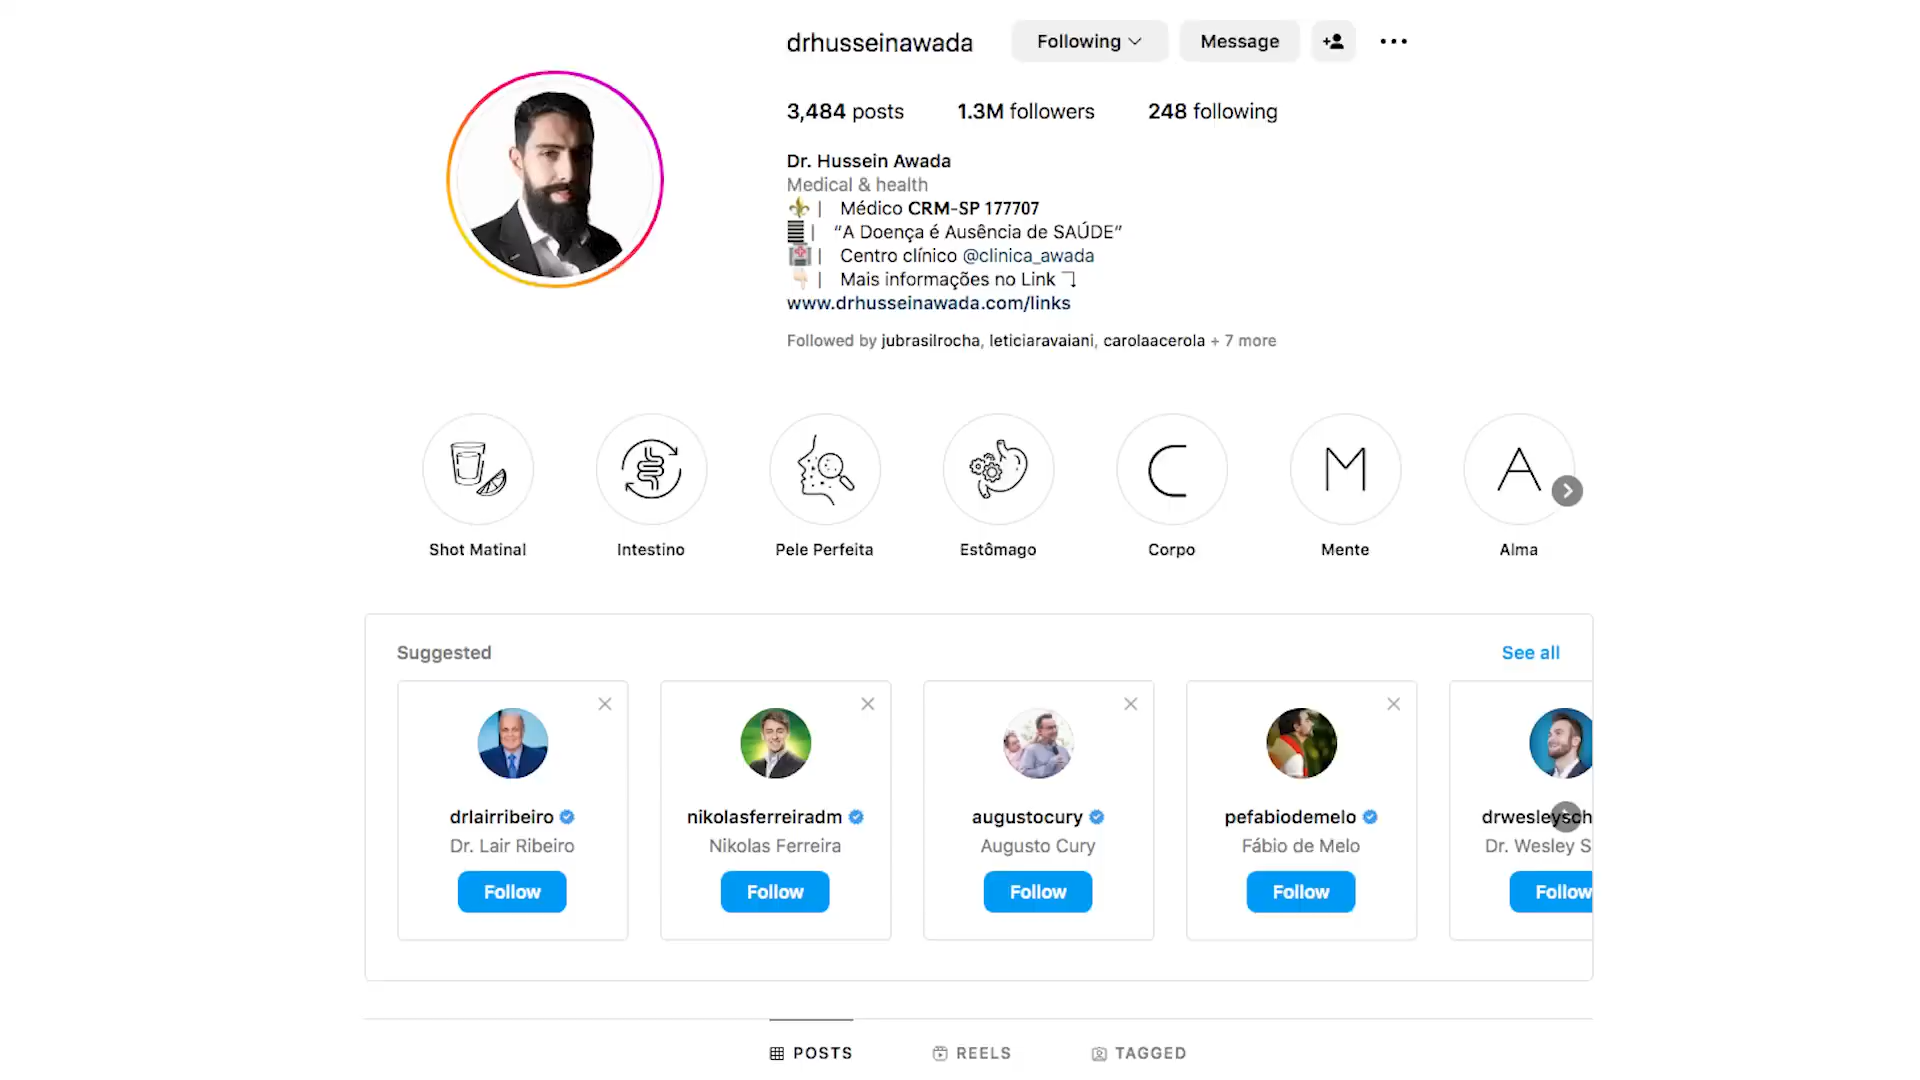 drhusseinawada Following Message
3,484 posts 1.3M followers 248 following
Dr. Hussein Awada
Medical & health
| Médico CRM-SP 177707
| “A Doença é Ausência de SAÚDE”
| Centro clínico @clinica_awada
| Mais informações no Link
www.drhusseinawada.com/links
Followed by jubrasilrocha, leticiaravaiani, carolaacerola + 7 more
C M A
Shot Matinal Intestino Pele Perfeita Estômago Corpo Mente Alma
Suggested See all
drlairribeiro nikolasferreiradm augustocury pefabiodemelo drwesleysch
Dr. Lair Ribeiro Nikolas Ferreira Augusto Cury Fábio de Melo Dr. Wesley S
Follow Follow Follow Follow Follow
POSTS REELS TAGGED